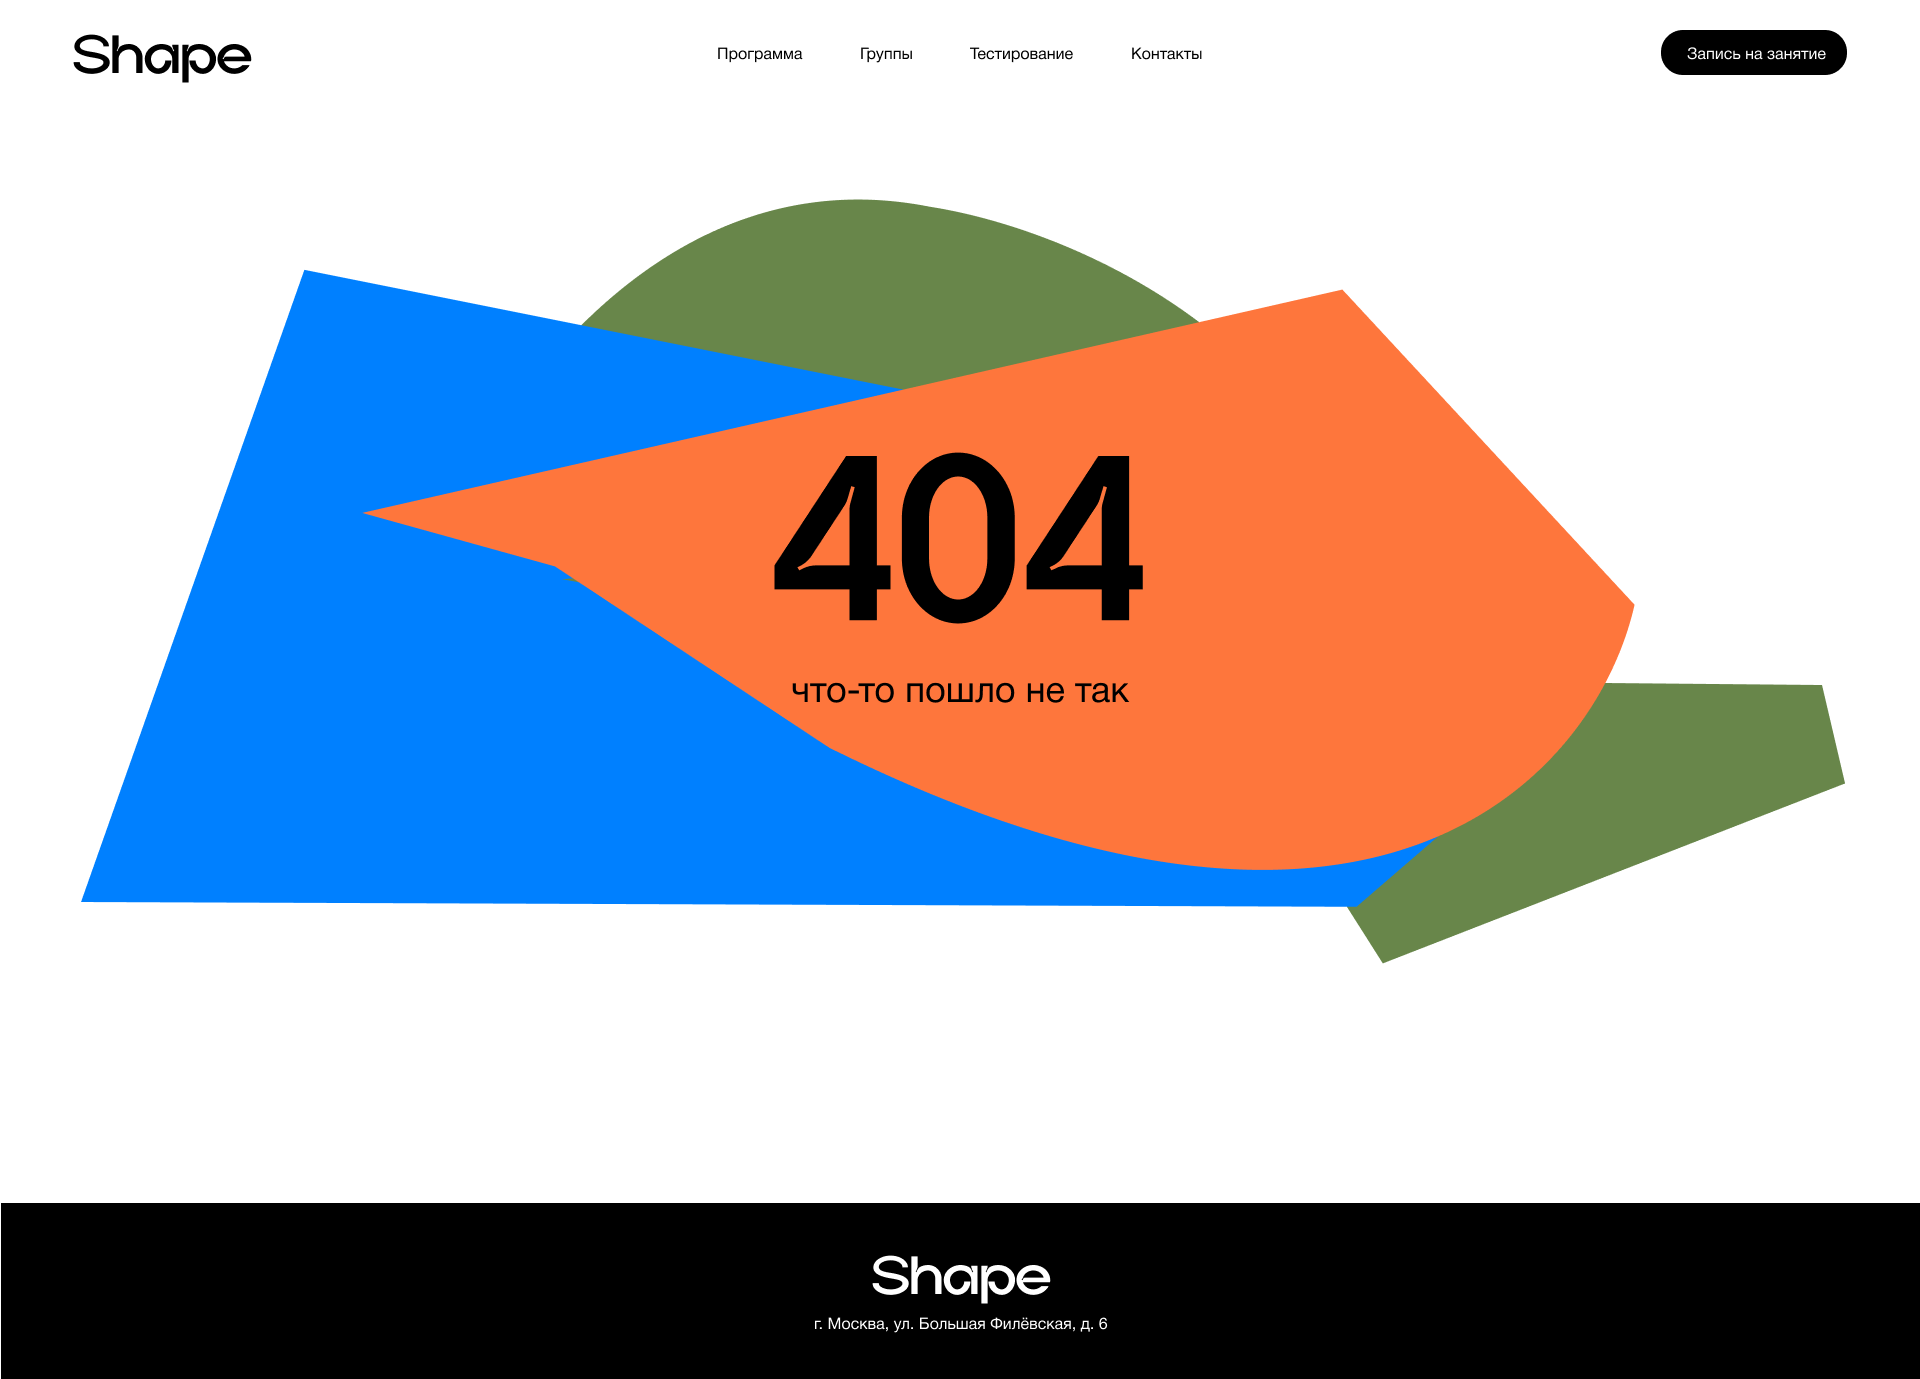 Shape
Программа Группы Тестирование Контакты
Запись на занятие
404
что-то пошло не так
Shape
г. Москва, ул. Большая Филёвская, д. 6